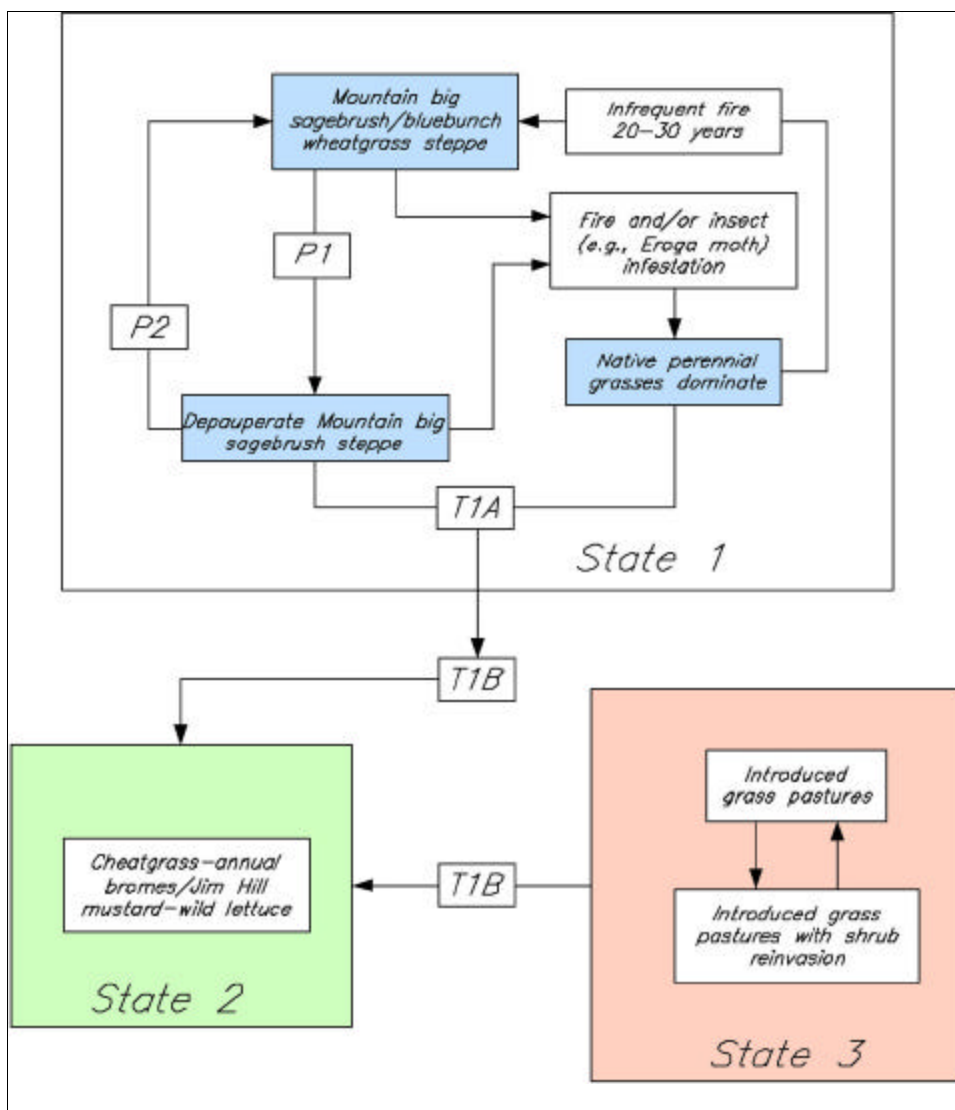 Mountain big
sagebrush/bluebunch
wheatgrass steppe
Infrequent fire
20-30 years
Fire and/or insect
(e.g., Eroga moth)
infestation
P1
P2
Native perennial
grasses dominate
Depauperate Mountain big
sagebrush steppe
T1A
State 1
T1B
Introduced
grass pastures
Cheatgrass-annual
bromes/Jim Hill
mustard-wild lettuce
T1B
Introduced grass
pastures with shrub
reinvasion
State 2
State 3